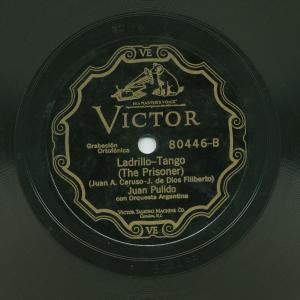 VE
"HIS MASTER'S VOICE"
VICTOR
Grabación
Ortofónica
80446-B
Ladrillo-Tango
(The Prisoner)
(Juan A. Caruso-J. de Dios Filiberto)
Juan Pulido
con Orquesta Argentina
VICTOR TALKING MACHINE CO.
Camden, N.J.
VE